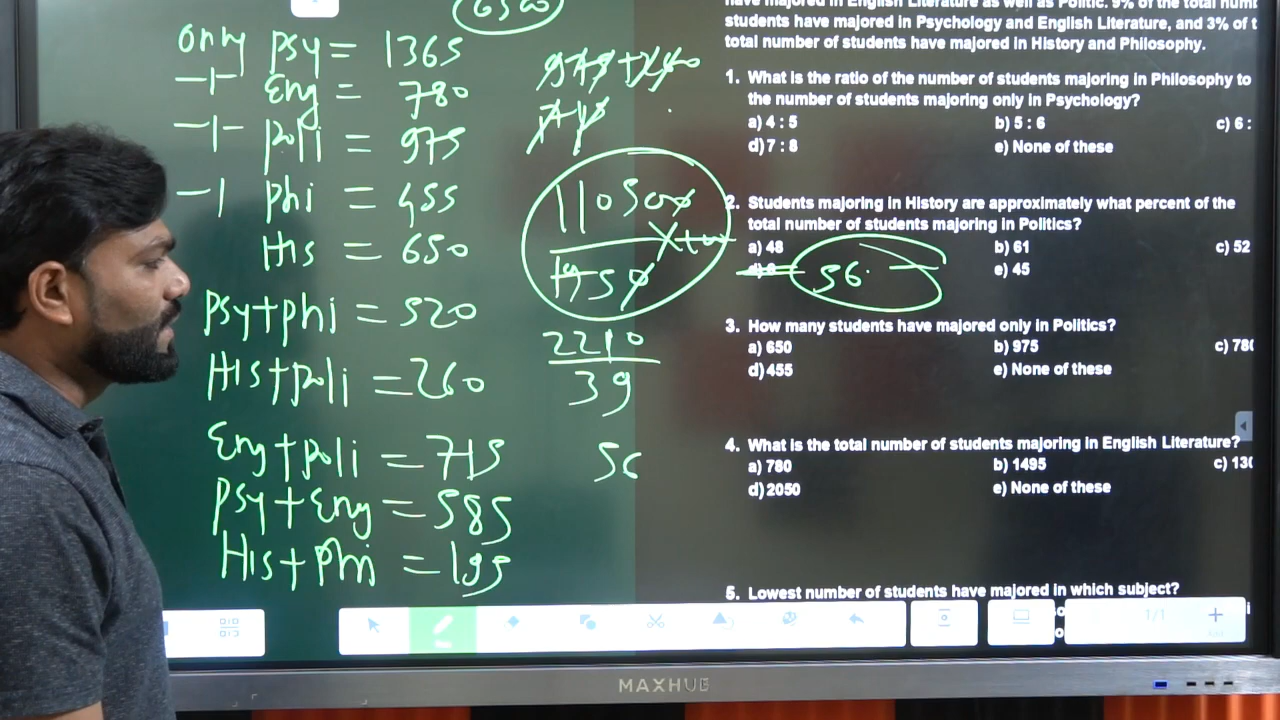 6500
only psy = 1365
-1- Eng = 780
-1- poli = 975
-1 phi = 455
His = 650
psy+phi = 520
His+poli = 260
Eng+poli = 715
psy+Eng = 585
His+phi = 195
110500
1950
2210
39
56
have majored in English Literature as well as Politic. 9% of the total num
students have majored in Psychology and English Literature, and 3% of t
total number of students have majored in History and Philosophy.
1. What is the ratio of the number of students majoring in Philosophy to
the number of students majoring only in Psychology?
a) 4 : 5 b) 5 : 6 c) 6 :
d) 7 : 8 e) None of these
2. Students majoring in History are approximately what percent of the
total number of students majoring in Politics?
a) 48 b) 61 c) 52
56. e) 45
3. How many students have majored only in Politics?
a) 650 b) 975 c) 780
d) 455 e) None of these
4. What is the total number of students majoring in English Literature?
a) 780 b) 1495 c) 130
d) 2050 e) None of these
5. Lowest number of students have majored in which subject?
1/1
MAXHUB